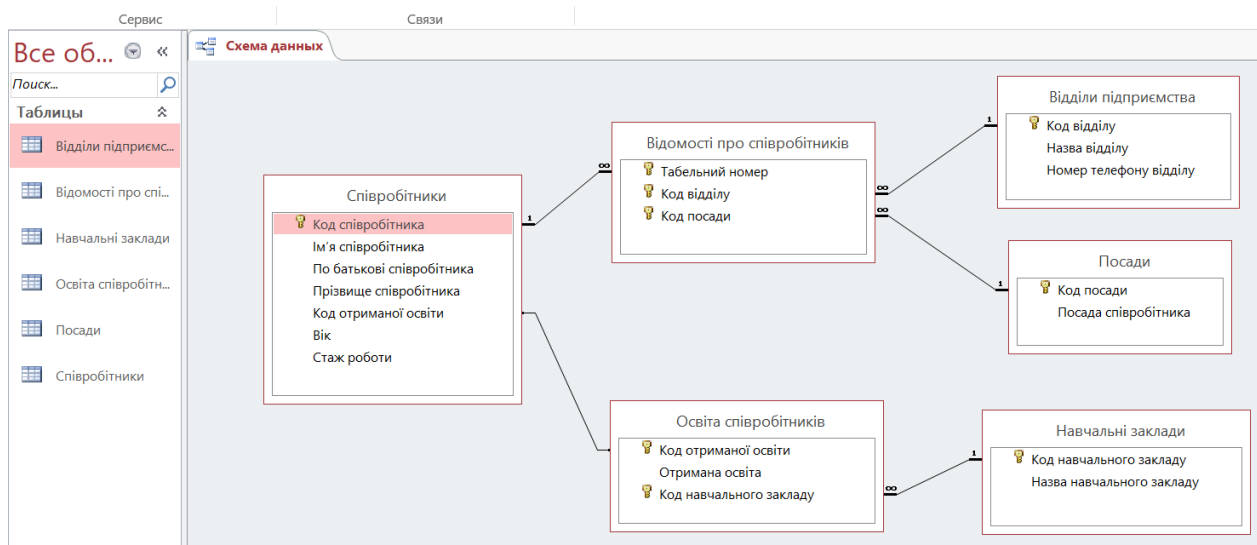 Сервис
Связи
Все об...
Поиск...
Таблицы
Відділи підприємс...
Відомості про спі...
Навчальні заклади
Освіта співробітн...
Посади
Співробітники
Схема данных
Співробітники
Код співробітника
Ім’я співробітника
По батькові співробітника
Прізвище співробітника
Код отриманої освіти
Вік
Стаж роботи
1
∞
Відомості про співробітників
Табельний номер
Код відділу
Код посади
∞
∞
1
Відділи підприємства
Код відділу
Назва відділу
Номер телефону відділу
1
Посади
Код посади
Посада співробітника
Освіта співробітників
Код отриманої освіти
Отримана освіта
Код навчального закладу
∞
1
Навчальні заклади
Код навчального закладу
Назва навчального закладу